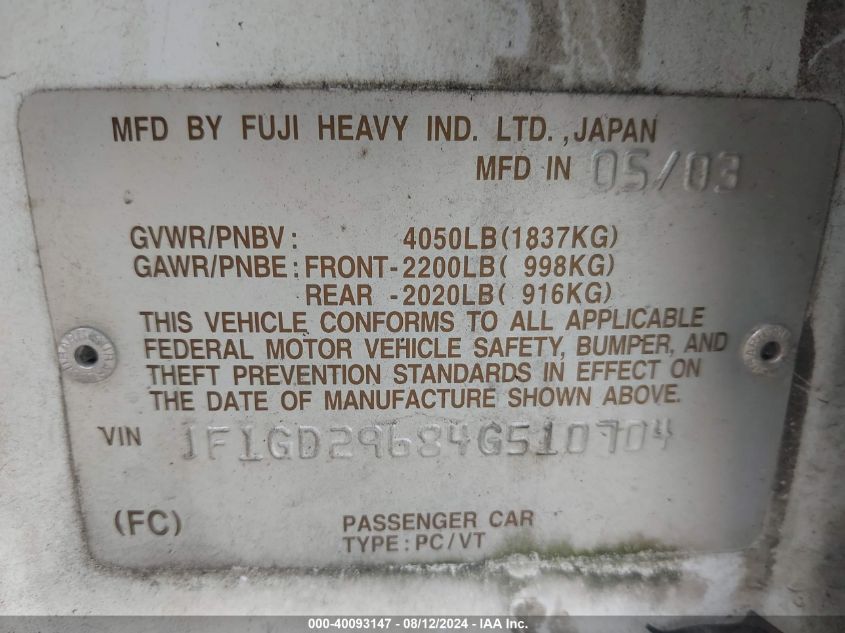 MFD BY FUJI HEAVY IND. LTD., JAPAN
MFD IN 05/03
GVWR/PNBV: 4050LB(1837KG)
GAWR/PNBE: FRONT-2200LB( 998KG)
REAR -2020LB( 916KG)
THIS VEHICLE CONFORMS TO ALL APPLICABLE
FEDERAL MOTOR VEHICLE SAFETY, BUMPER, AND
THEFT PREVENTION STANDARDS IN EFFECT ON
THE DATE OF MANUFACTURE SHOWN ABOVE.
VIN JF1GD29684G510704
(FC) PASSENGER CAR
TYPE: PC/VT
000-40093147 - 08/12/2024 - IAA Inc.